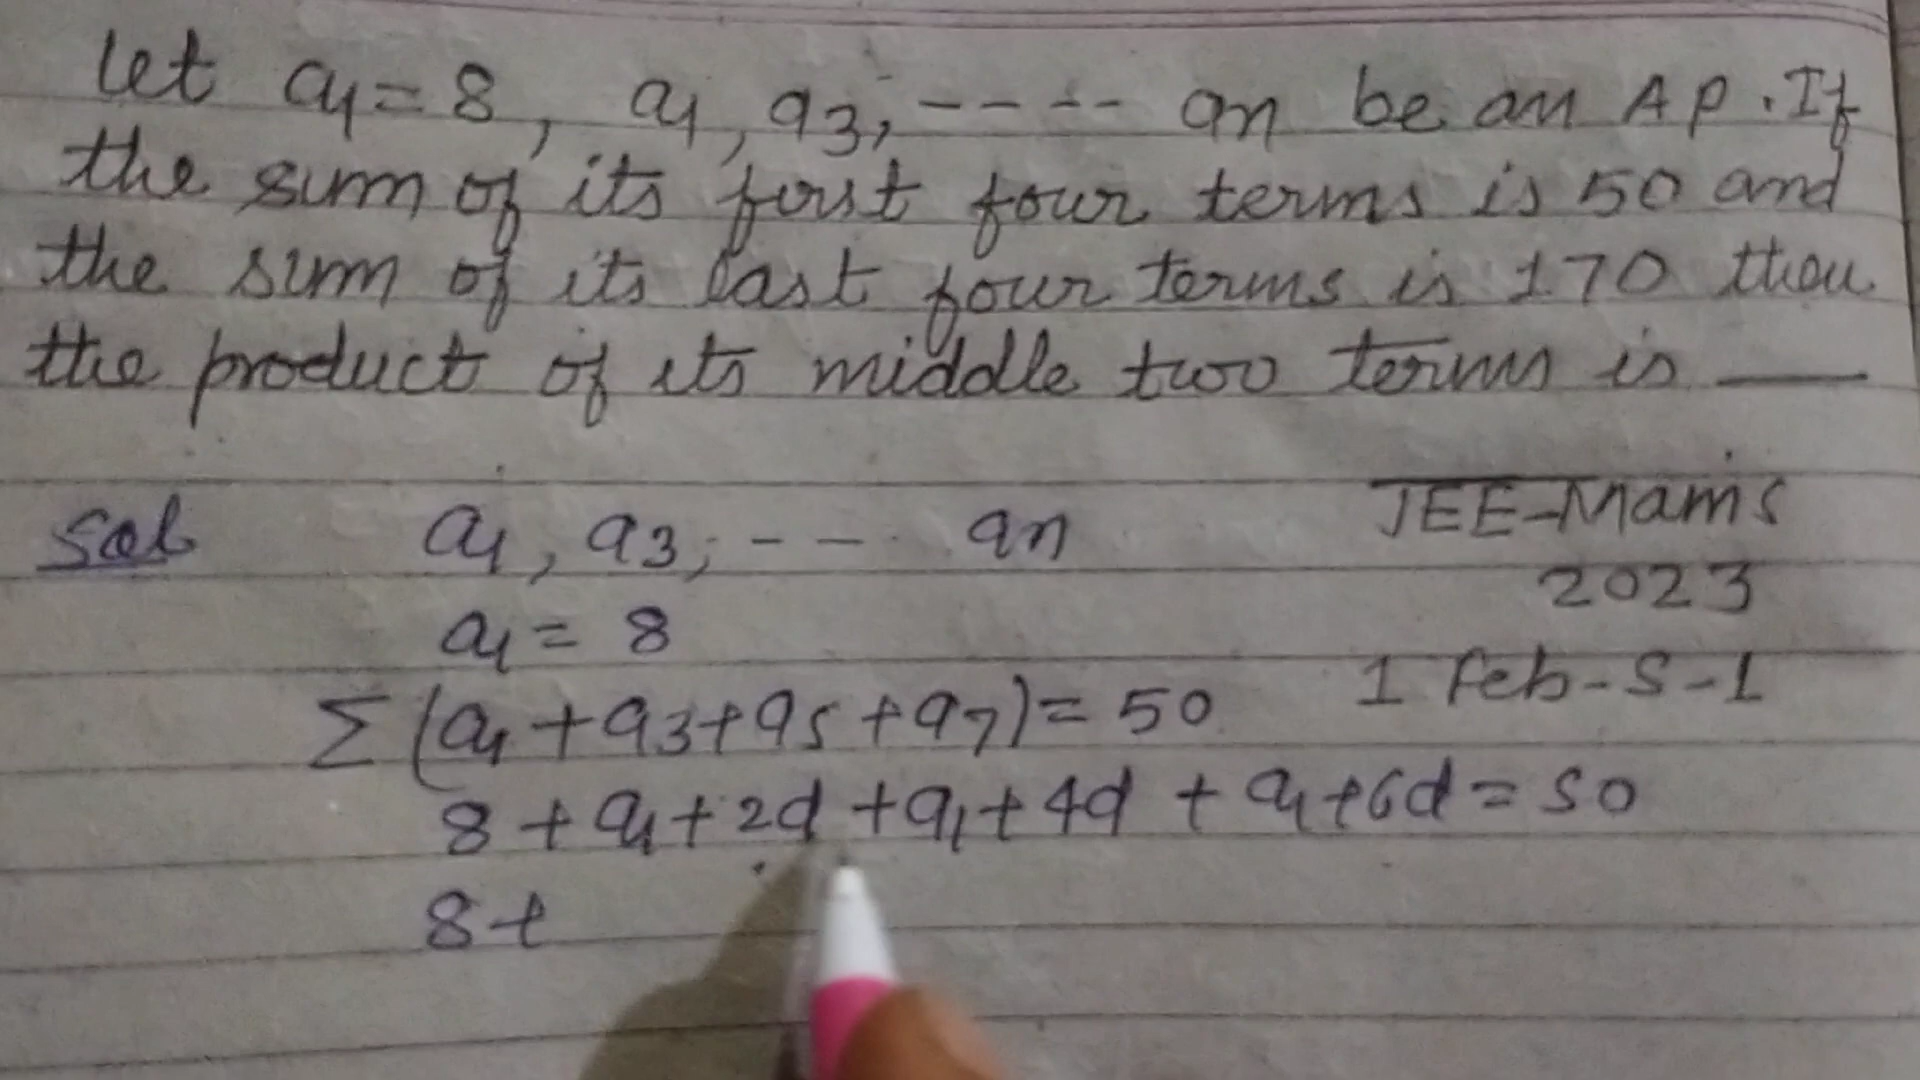 let a1 = 8, a1, a3, ---- an be an AP. If
the sum of its first four terms is 50 and
the sum of its last four terms is 170 then
the product of its middle two terms is —
Sol a1, a3, -- an JEE-Mains
2023
a1 = 8
1 Feb-S-1
Σ(a1 + a3 + a5 + a7) = 50
8 + a1 + 2d + a1 + 4d + a1 + 6d = 50
8 +